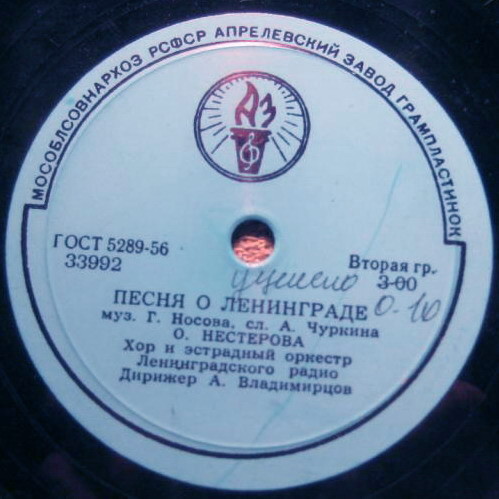 МОСОБЛСОВНАРХОЗ РСФСР АПРЕЛЕВСКИЙ ЗАВОД ГРАМПЛАСТИНОК
АЗ
ГОСТ 5289-56
33992
Вторая гр.
3-00
уценено
0-10
ПЕСНЯ О ЛЕНИНГРАДЕ
муз. Г. Носова, сл. А. Чуркина
О. НЕСТЕРОВА
Хор и эстрадный оркестр
Ленинградского радио
Дирижер А. Владимирцов